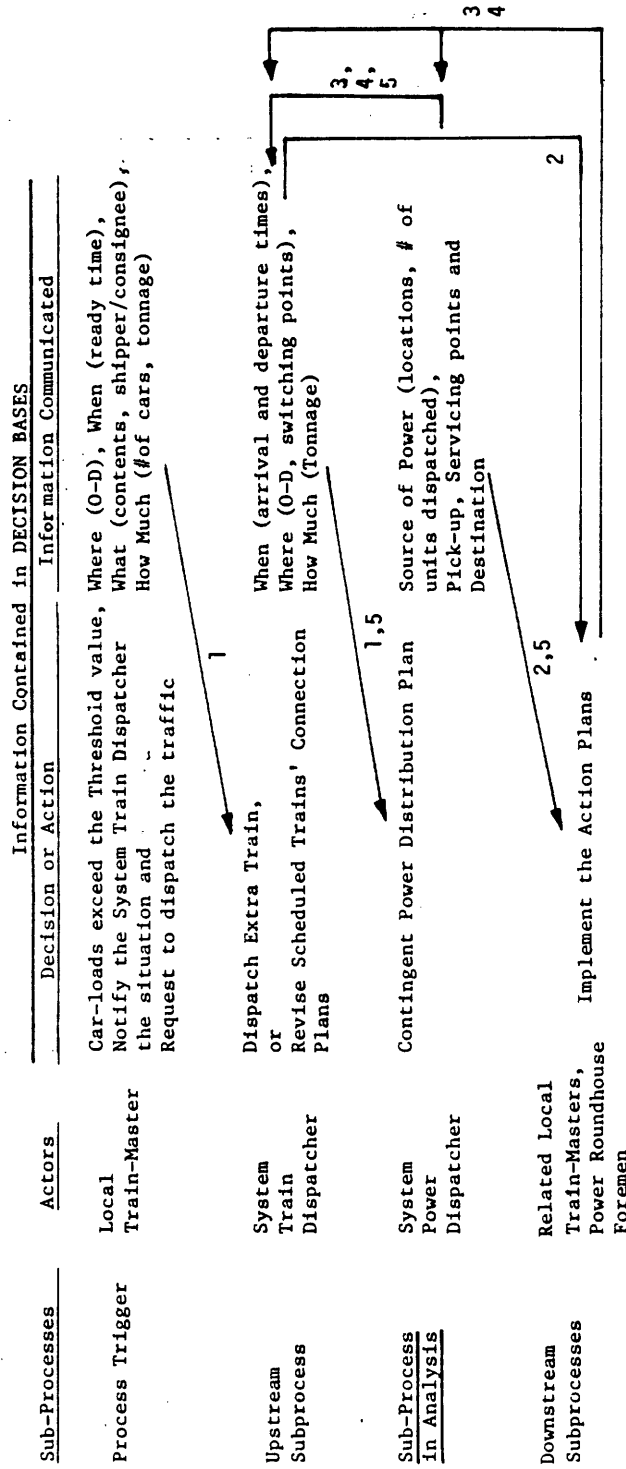 Information Contained in DECISION BASES
Sub-Processes Actors Decision or Action Information Communicated
Process Trigger
Local
Train-Master
Car-loads exceed the Threshold value,
Notify the System Train Dispatcher
the situation and
Request to dispatch the traffic
Where (O-D), When (ready time),
What (contents, shipper/consignee),
How Much (#of cars, tonnage)
1
Upstream
Subprocess
System
Train
Dispatcher
Dispatch Extra Train,
or
Revise Scheduled Trains' Connection
Plans
When (arrival and departure times),
Where (O-D, switching points),
How Much (Tonnage)
1,5
3,
4,
5
3
4
Sub-Process
in Analysis
System
Power
Dispatcher
Contingent Power Distribution Plan
Source of Power (locations, # of
units dispatched),
Pick-up, Servicing points and
Destination
2,5
2
Downstream
Subprocesses
Related Local
Train-Masters,
Power Roundhouse
Foremen
Implement the Action Plans